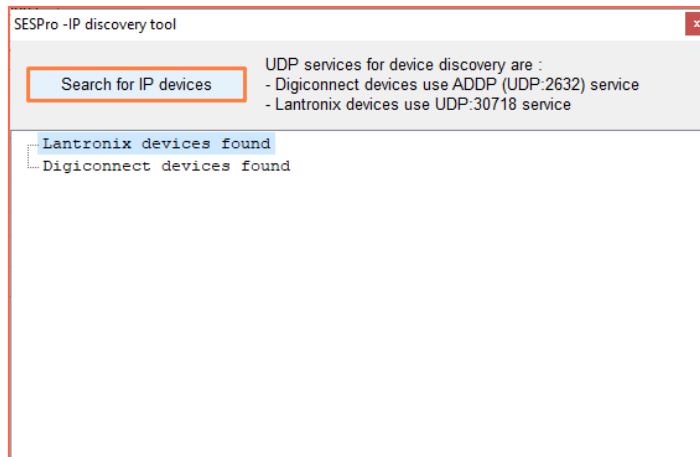 SESPro -IP discovery tool
x
Search for IP devices
UDP services for device discovery are :
- Digiconnect devices use ADDP (UDP:2632) service
- Lantronix devices use UDP:30718 service
Lantronix devices found
Digiconnect devices found